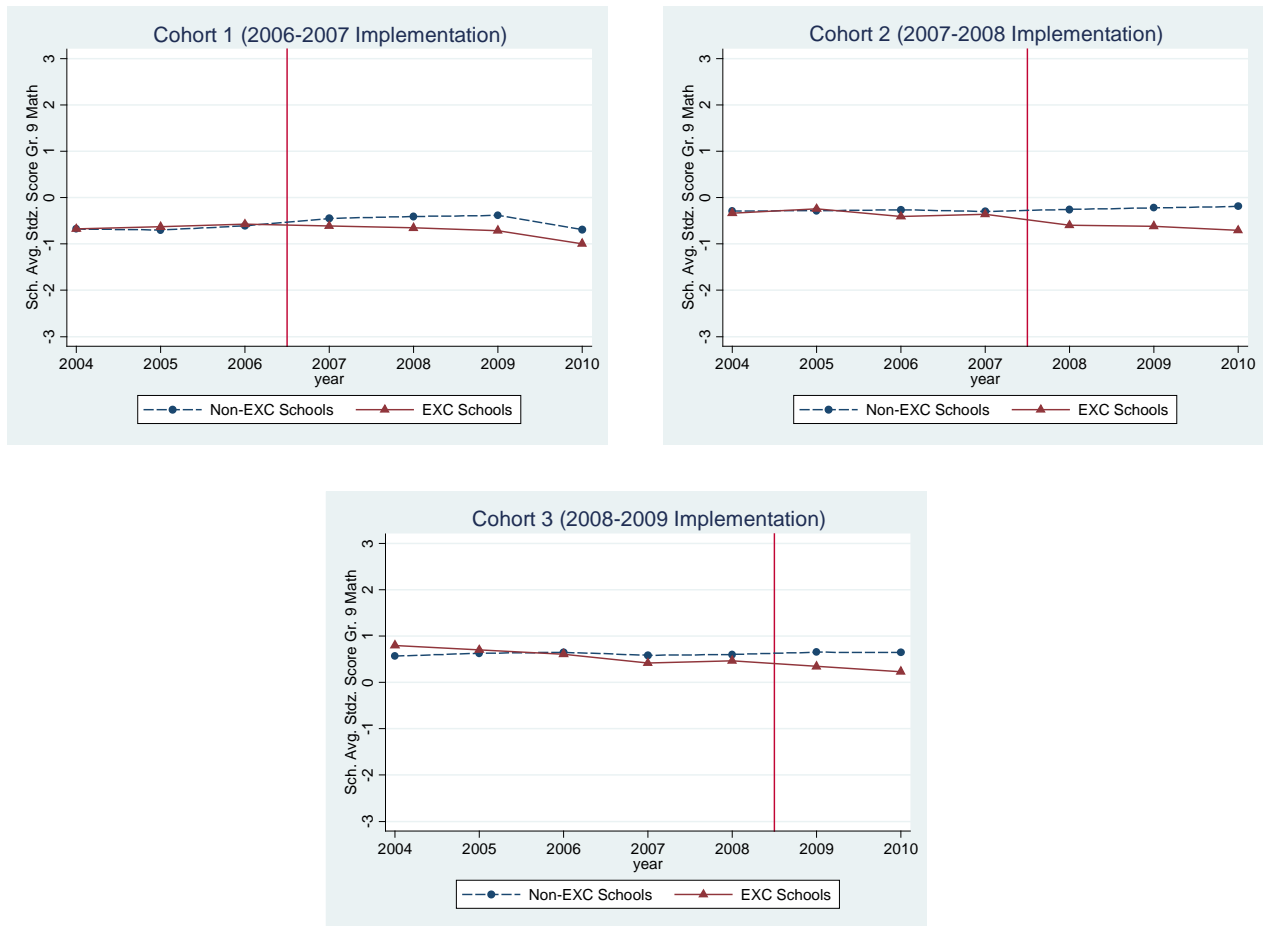 Cohort 1 (2006-2007 Implementation)
Sch. Avg. Stdz. Score Gr. 9 Math
3
2
1
0
-1
-2
-3
2004 2005 2006 2007 2008 2009 2010
year
Non-EXC Schools EXC Schools
Cohort 2 (2007-2008 Implementation)
Sch. Avg. Stdz. Score Gr. 9 Math
3
2
1
0
-1
-2
-3
2004 2005 2006 2007 2008 2009 2010
year
Non-EXC Schools EXC Schools
Cohort 3 (2008-2009 Implementation)
Sch. Avg. Stdz. Score Gr. 9 Math
3
2
1
0
-1
-2
-3
2004 2005 2006 2007 2008 2009 2010
year
Non-EXC Schools EXC Schools